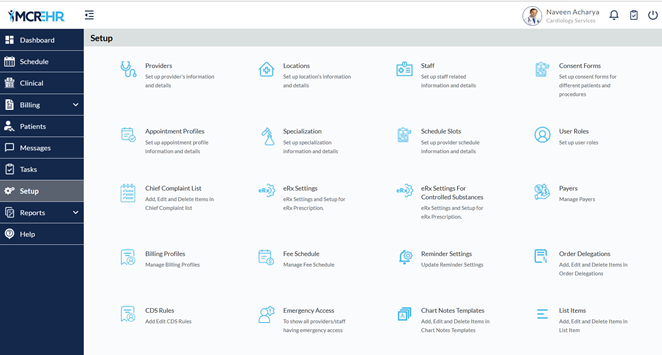 MCREHR
Naveen Acharya
Cardiology Services
Dashboard
Schedule
Clinical
Billing
Patients
Messages
Tasks
Setup
Reports
Help
Setup
Providers
Set up provider's information
and details
Locations
Set up location's information
and details
Staff
Set up staff related
information and details
Consent Forms
Set up consent forms for
different patients and
procedures
Appointment Profiles
Set up appointment profile
information and details
Specialization
Set up specialization
information and details
Schedule Slots
Set up provider schedule
information and details
User Roles
Set up user roles
Chief Complaint List
Add, Edit and Delete items in
Chief Complaint list
eRx
eRx Settings
eRx Settings and Setup for
eRx Prescription.
eRx
eRx Settings For
Controlled Substances
eRx Settings and Setup for
eRx Prescription.
Payers
Manage Payers
Billing Profiles
Manage Billing Profiles
Fee Schedule
Manage Fee Schedule
Reminder Settings
Update Reminder Settings
Order Delegations
Add, Edit and Delete Items in
Order Delegations
CDS Rules
Add Edit CDS Rules
Emergency Access
To show all providers/staff
having emergency access
Chart Notes Templates
Add, Edit and Delete Items in
Chart Notes Templates
List Items
Add, Edit and Delete Items in
List Item